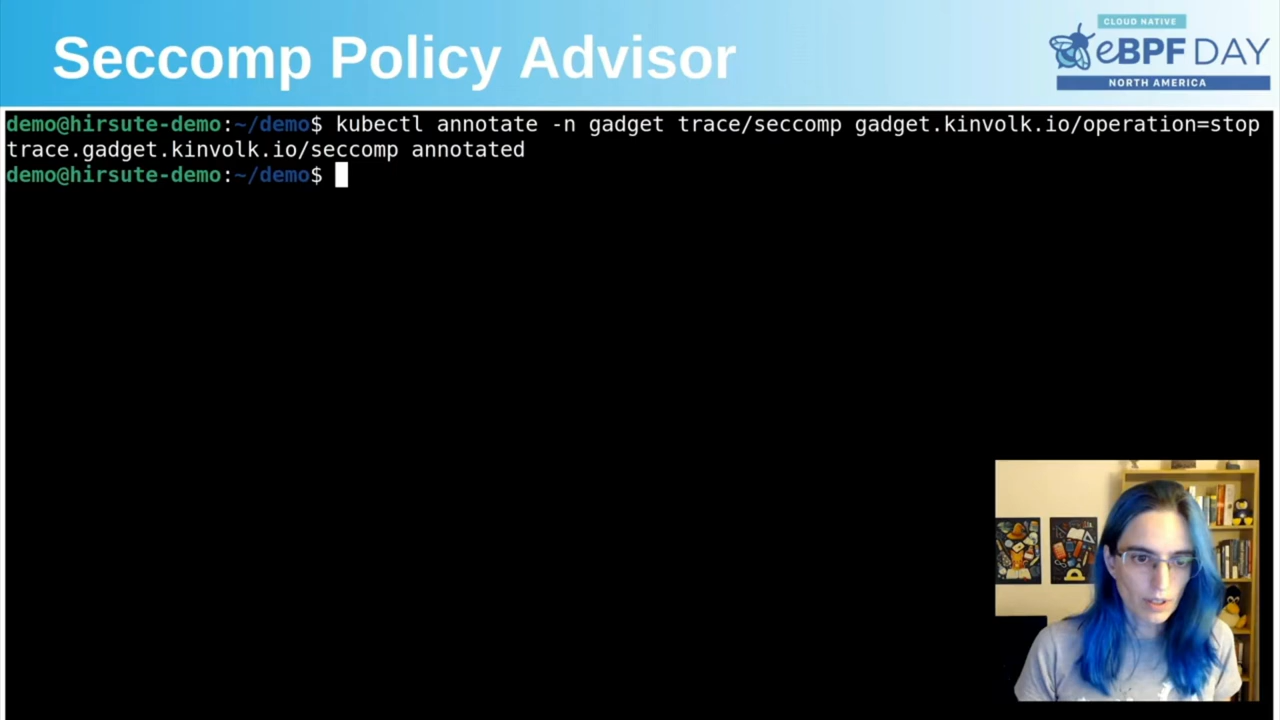 Seccomp Policy Advisor
CLOUD NATIVE
eBPF DAY
NORTH AMERICA
demo@hirsute-demo:~/demo$ kubectl annotate -n gadget trace/seccomp gadget.kinvolk.io/operation=stop
trace.gadget.kinvolk.io/seccomp annotated
demo@hirsute-demo:~/demo$